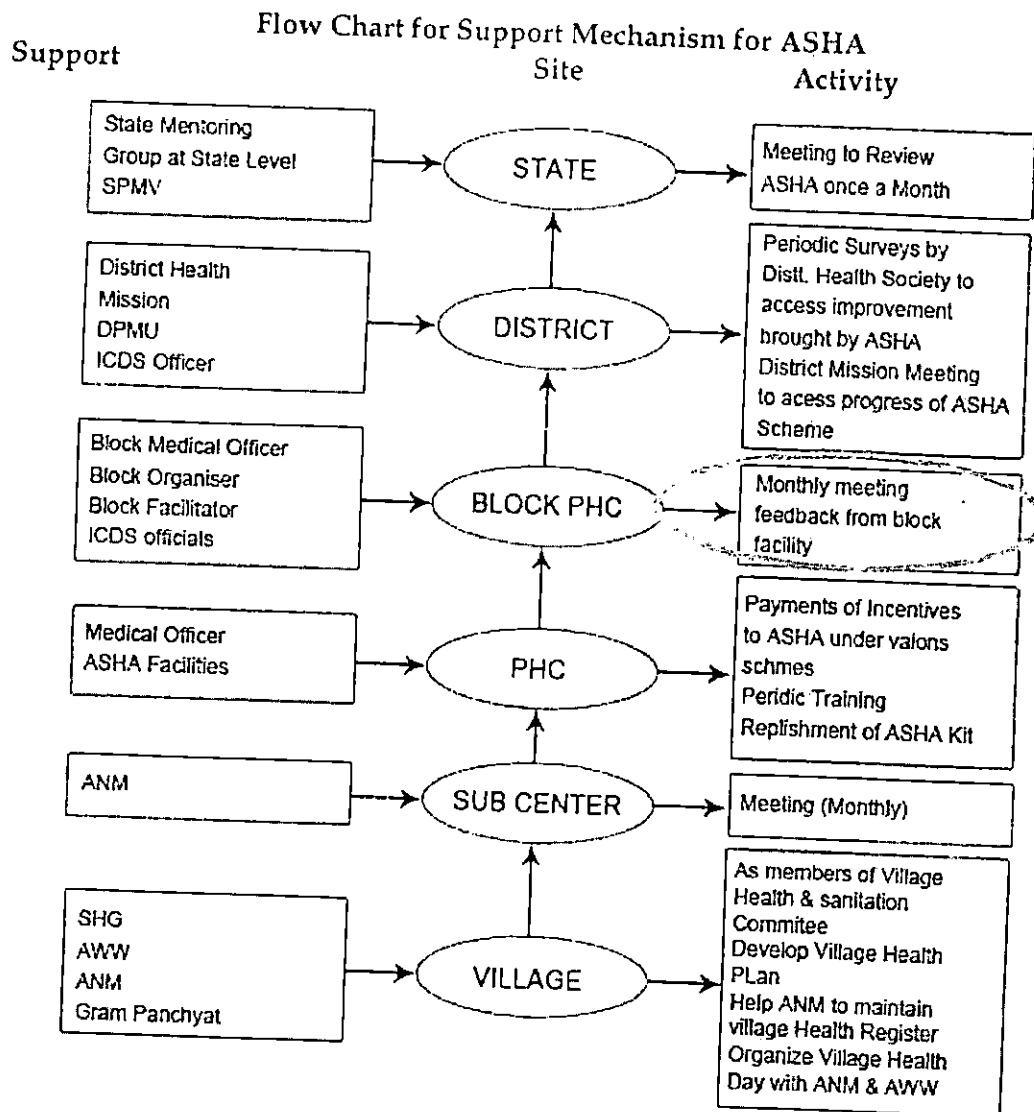 Flow Chart for Support Mechanism for ASHA
Support
Site
Activity
State Mentoring
Group at State Level
SPMV
STATE
Meeting to Review
ASHA once a Month
District Health
Mission
DPMU
ICDS Officer
DISTRICT
Periodic Surveys by
Distt. Health Society to
access improvement
brought by ASHA
District Mission Meeting
to acess progress of ASHA
Scheme
Block Medical Officer
Block Organiser
Block Facilitator
ICDS officials
BLOCK PHC
Monthly meeting
feedback from block
facility
Medical Officer
ASHA Facilities
PHC
Payments of Incentives
to ASHA under valons
schmes
Peridic Training
Replishment of ASHA Kit
ANM
SUB CENTER
Meeting (Monthly)
SHG
AWW
ANM
Gram Panchyat
VILLAGE
As members of Village
Health & sanitation
Commitee
Develop Village Health
PLan
Help ANM to maintain
village Health Register
Organize Village Health
Day with ANM & AWW